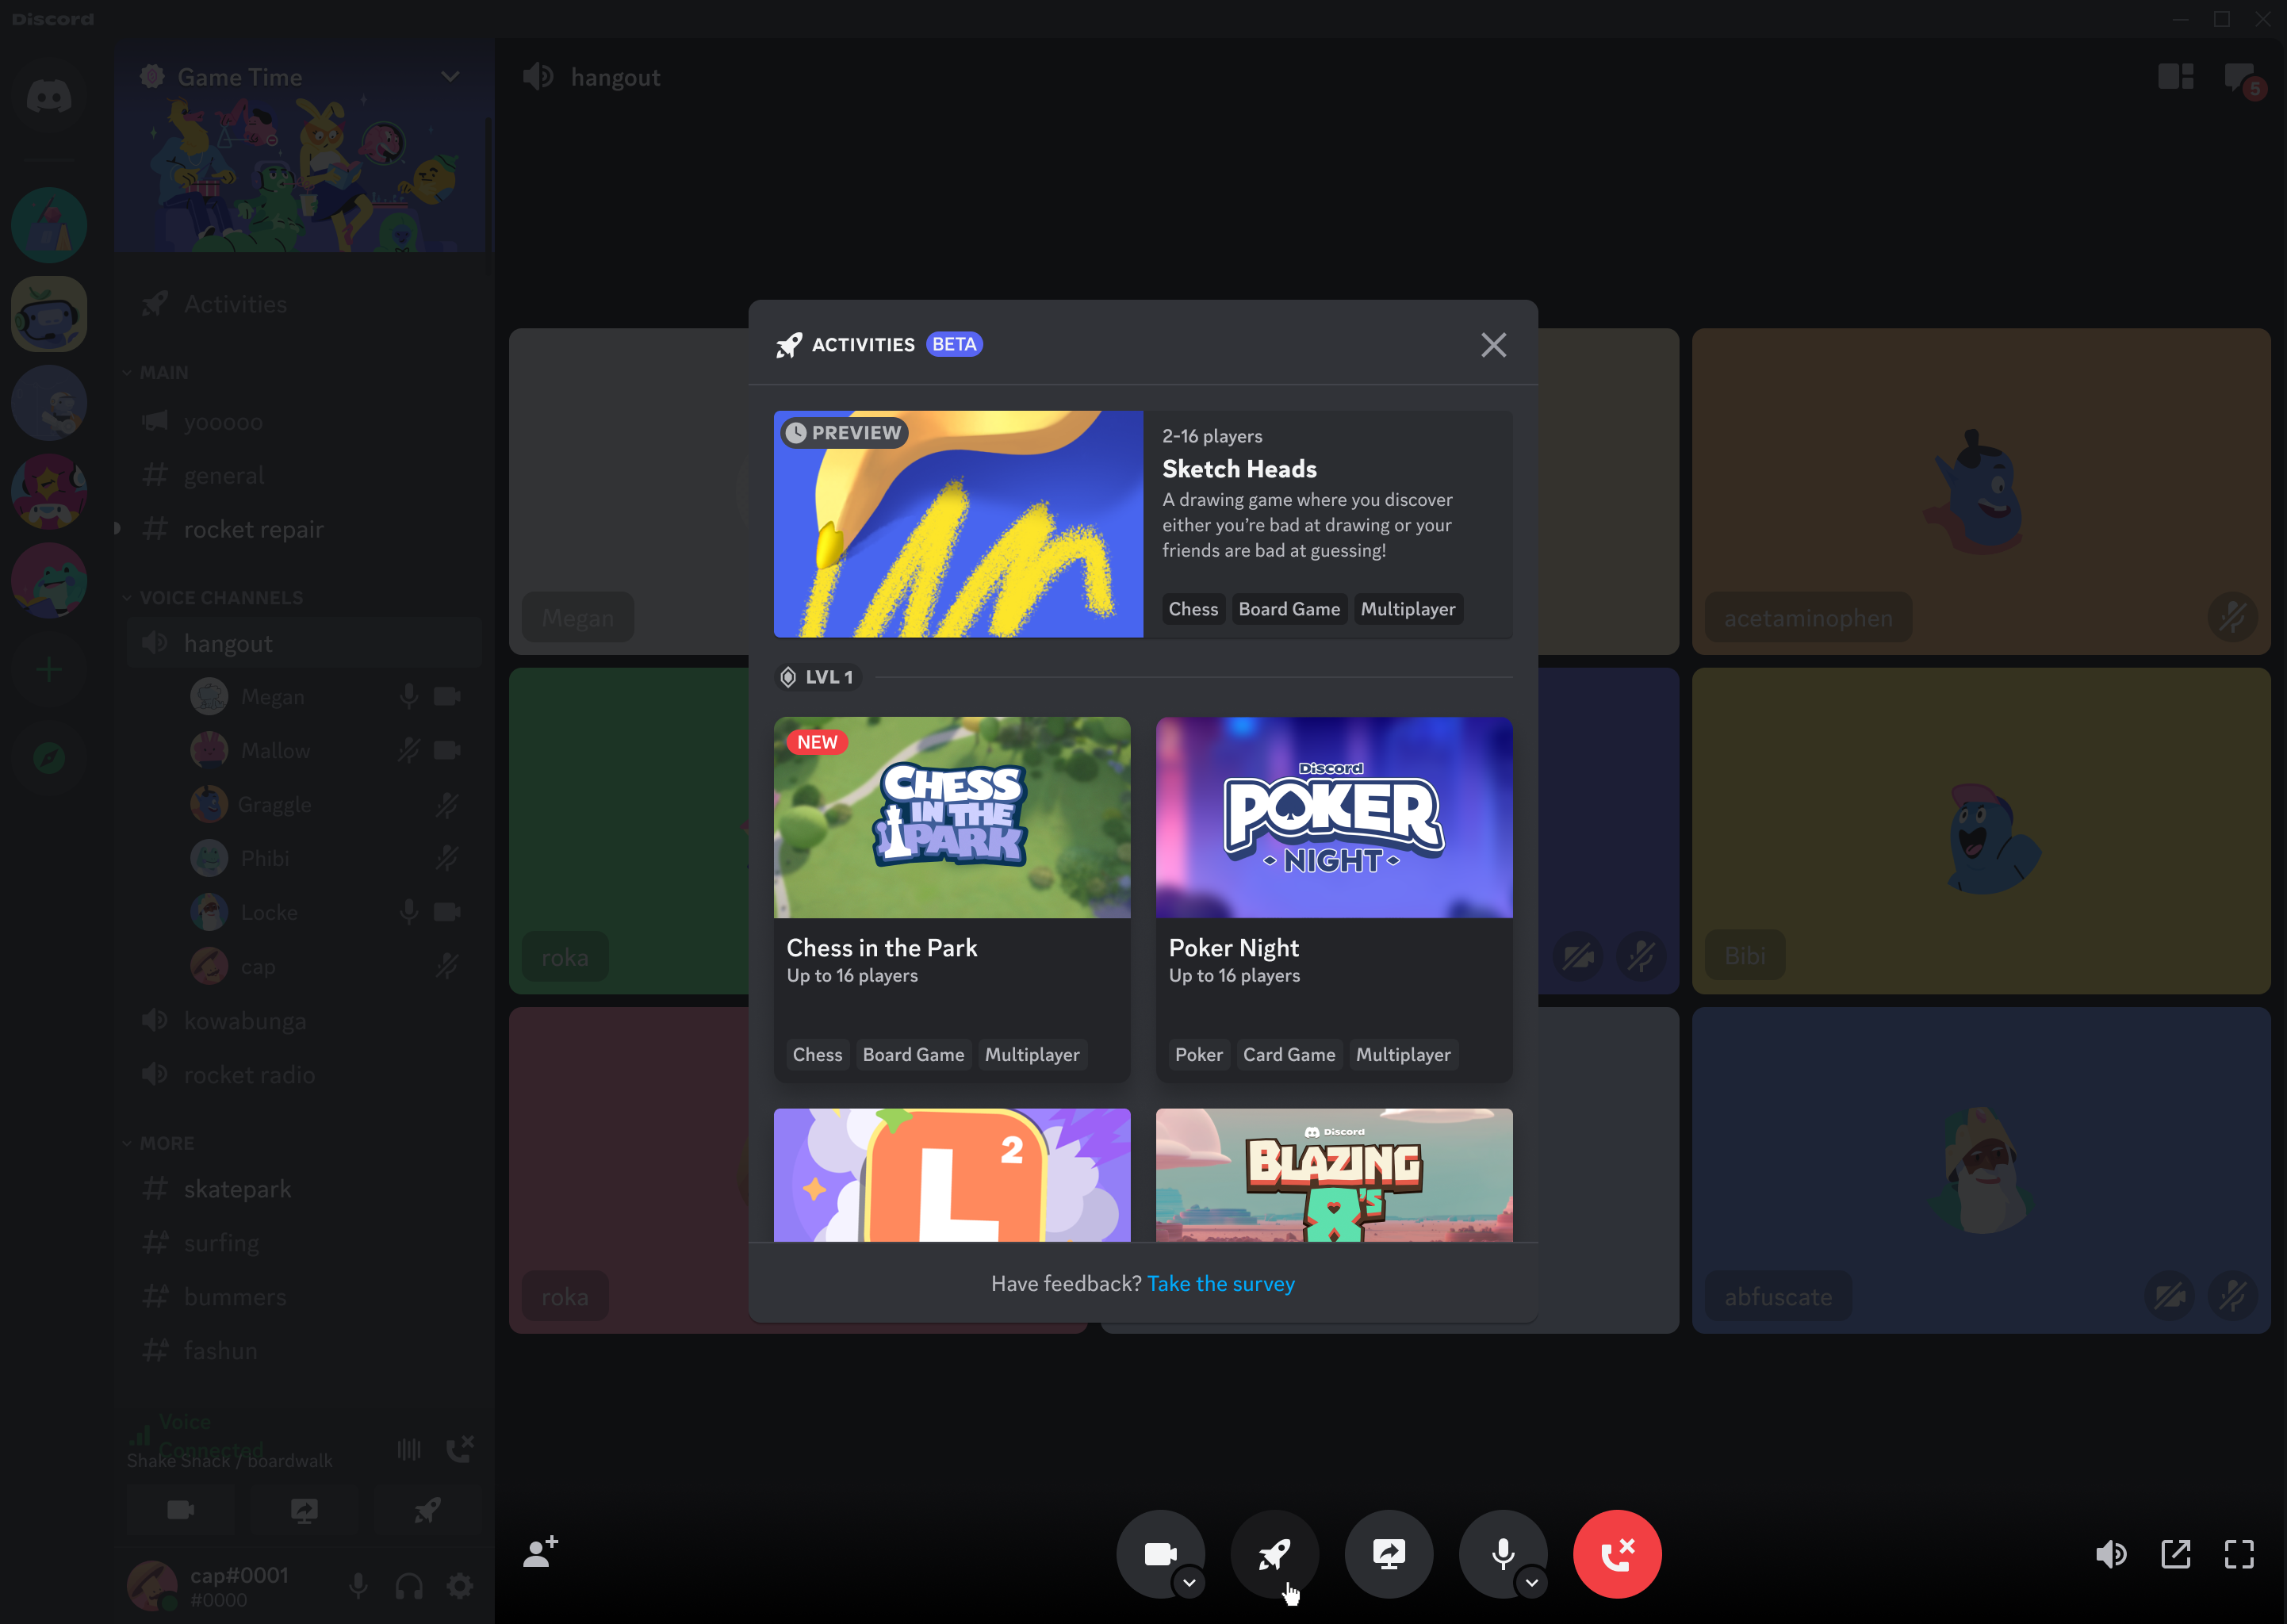 Discord
Game Time
hangout
5
Activities
MAIN
yooooo
general
rocket repair
VOICE CHANNELS
hangout
Megan
Mallow
Graggle
Phibi
Locke
cap
kowabunga
rocket radio
MORE
skatepark
surfing
bummers
fashun
Voice
Connected
Shake Shack / boardwalk
cap#0001
#0000
Megan
acetaminophen
roka
Bibi
roka
abfuscate
ACTIVITIES BETA
PREVIEW
2-16 players
Sketch Heads
A drawing game where you discover
either you're bad at drawing or your
friends are bad at guessing!
Chess Board Game Multiplayer
LVL 1
NEW
CHESS
IN THE
PARK
Chess in the Park
Up to 16 players
Chess Board Game Multiplayer
Discord
POKER
NIGHT
Poker Night
Up to 16 players
Poker Card Game Multiplayer
L 2
Discord
BLAZING
8's
Have feedback? Take the survey